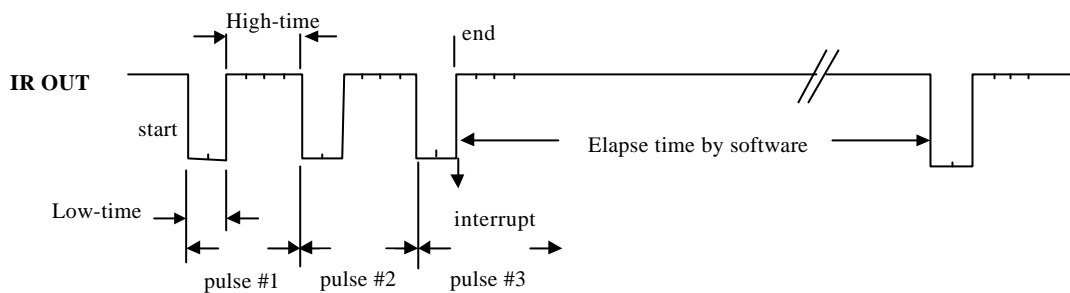 High-time
end
IR OUT
start
Elapse time by software
Low-time
interrupt
pulse #1
pulse #2
pulse #3